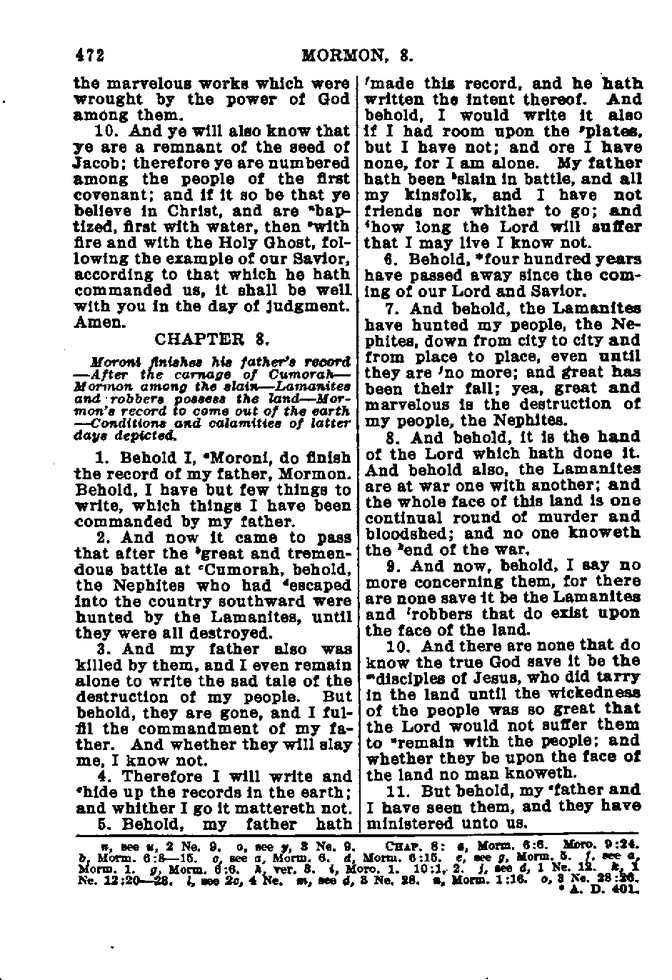 472
MORMON, 8.
the marvelous works which were
wrought by the power of God
among them.
10. And ye will also know that
ye are a remnant of the seed of
Jacob; therefore ye are numbered
among the people of the first
covenant; and if it so be that ye
believe in Christ, and are ⁿbap-
tized, first with water, then ᵒwith
fire and with the Holy Ghost, fol-
lowing the example of our Savior,
according to that which he hath
commanded us, it shall be well
with you in the day of judgment.
Amen.
CHAPTER 8.
Moroni finishes his father's record
—After the carnage of Cumorah—
Mormon among the slain—Lamanites
and robbers possess the land—Mor-
mon's record to come out of the earth
—Conditions and calamities of latter
days depicted.
1. Behold I, ᵃMoroni, do finish
the record of my father, Mormon.
Behold, I have but few things to
write, which things I have been
commanded by my father.
2. And now it came to pass
that after the ᵇgreat and tremen-
dous battle at ᶜCumorah, behold,
the Nephites who had ᵈescaped
into the country southward were
hunted by the Lamanites, until
they were all destroyed.
3. And my father also was
killed by them, and I even remain
alone to write the sad tale of the
destruction of my people. But
behold, they are gone, and I ful-
fil the commandment of my fa-
ther. And whether they will slay
me, I know not.
4. Therefore I will write and
ᵉhide up the records in the earth;
and whither I go it mattereth not.
5. Behold, my father hath
ᶠmade this record, and he hath
written the intent thereof. And
behold, I would write it also
if I had room upon the ᵍplates,
but I have not; and ore I have
none, for I am alone. My father
hath been ʰslain in battle, and all
my kinsfolk, and I have not
friends nor whither to go; and
ⁱhow long the Lord will suffer
that I may live I know not.
6. Behold, *four hundred years
have passed away since the com-
ing of our Lord and Savior.
7. And behold, the Lamanites
have hunted my people, the Ne-
phites, down from city to city and
from place to place, even until
they are ʲno more; and great has
been their fall; yea, great and
marvelous is the destruction of
my people, the Nephites.
8. And behold, it is the hand
of the Lord which hath done it.
And behold also, the Lamanites
are at war one with another; and
the whole face of this land is one
continual round of murder and
bloodshed; and no one knoweth
the ᵏend of the war.
9. And now, behold, I say no
more concerning them, for there
are none save it be the Lamanites
and ˡrobbers that do exist upon
the face of the land.
10. And there are none that do
know the true God save it be the
ᵐdisciples of Jesus, who did tarry
in the land until the wickedness
of the people was so great that
the Lord would not suffer them
to ⁿremain with the people; and
whether they be upon the face of
the land no man knoweth.
11. But behold, my ᵒfather and
I have seen them, and they have
ministered unto us.
n, see u, 2 Ne. 9. o, see y, 3 Ne. 9. CHAP. 8: a, Morm. 6:6. Moro. 9:24.
b, Morm. 6:8—15. c, see a, Morm. 6. d, Morm. 6:15. e, see g, Morm. 5. f, see a,
Morm. 1. g, Morm. 6:6. h, ver. 3. i, Moro. 1. 10:1, 2. j, see d, 1 Ne. 12. k, 1
Ne. 12:20—23. l, see 2c, 4 Ne. m, see d, 3 Ne. 28. n, Morm. 1:16. o, 3 Ne. 28:26.
* A. D. 401.